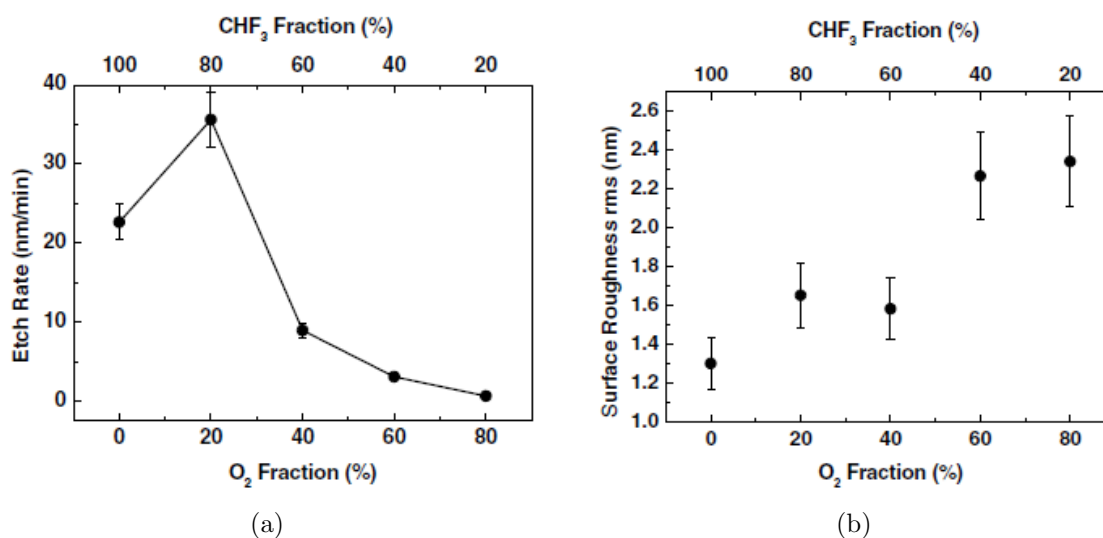 CHF3 Fraction (%)
100 80 60 40 20
40
30
20
10
0
Etch Rate (nm/min)
0 20 40 60 80
O2 Fraction (%)
(a)
CHF3 Fraction (%)
100 80 60 40 20
2.6
2.4
2.2
2.0
1.8
1.6
1.4
1.2
1.0
Surface Roughness rms (nm)
0 20 40 60 80
O2 Fraction (%)
(b)